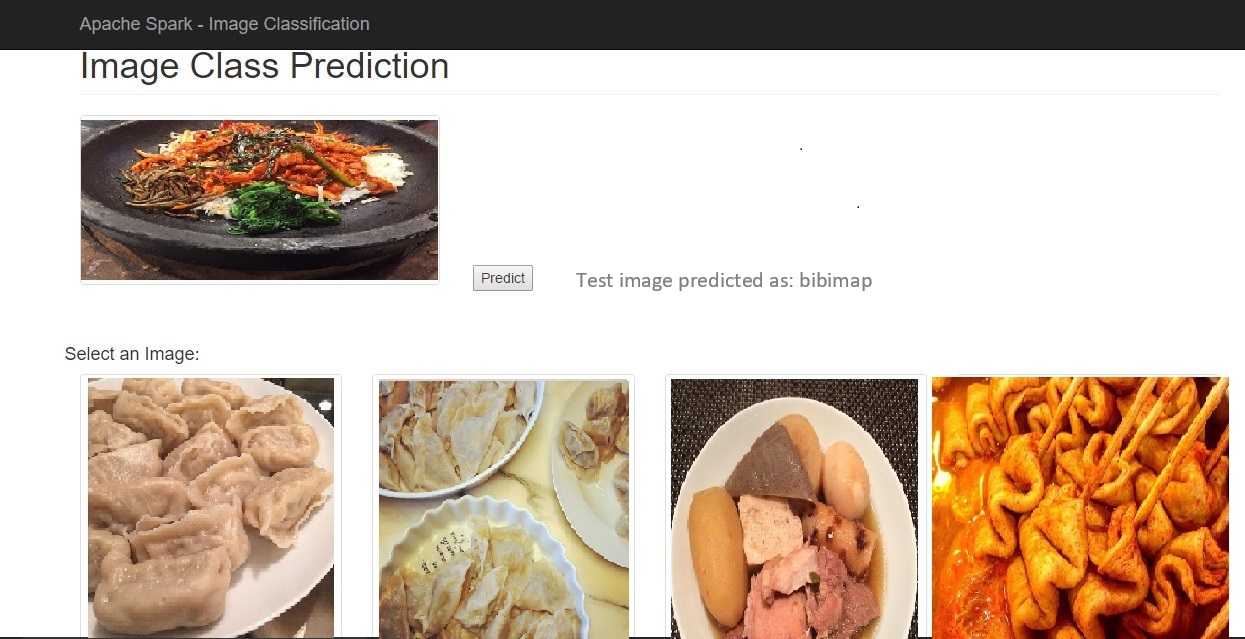 Apache Spark - Image Classification
Image Class Prediction
Predict
Test image predicted as: bibimap
Select an Image: